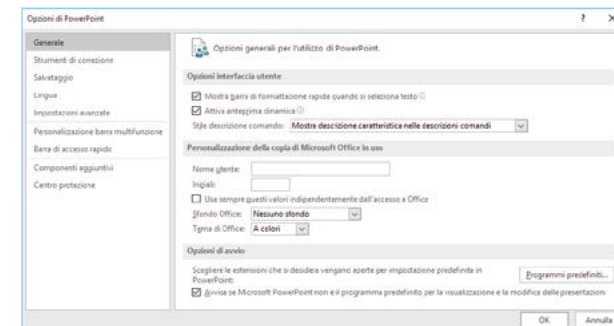 Opzioni di PowerPoint
? X
Generale
Strumenti di correzione
Salvataggio
Lingua
Impostazioni avanzate
Personalizzazione barra multifunzione
Barra di accesso rapido
Componenti aggiuntivi
Centro protezione
Opzioni generali per l'utilizzo di PowerPoint.
Opzioni interfaccia utente
Mostra barra di formattazione rapida quando si seleziona testo
Attiva anteprima dinamica
Stile descrizione comando: Mostra descrizione caratteristica nelle descrizioni comandi
Personalizzazione della copia di Microsoft Office in uso
Nome utente:
Iniziali:
Usa sempre questi valori indipendentemente dall'accesso a Office
Sfondo Office: Nessuno sfondo
Tema di Office: A colori
Opzioni di avvio
Scegliere le estensioni che si desidera vengano aperte per impostazione predefinita in
PowerPoint:
Programmi predefiniti...
Avvisa se Microsoft PowerPoint non è il programma predefinito per la visualizzazione e la modifica delle presentazioni
OK Annulla